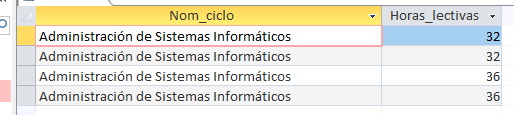 Nom_ciclo Horas_lectivas
Administración de Sistemas Informáticos 32
Administración de Sistemas Informáticos 32
Administración de Sistemas Informáticos 36
Administración de Sistemas Informáticos 36